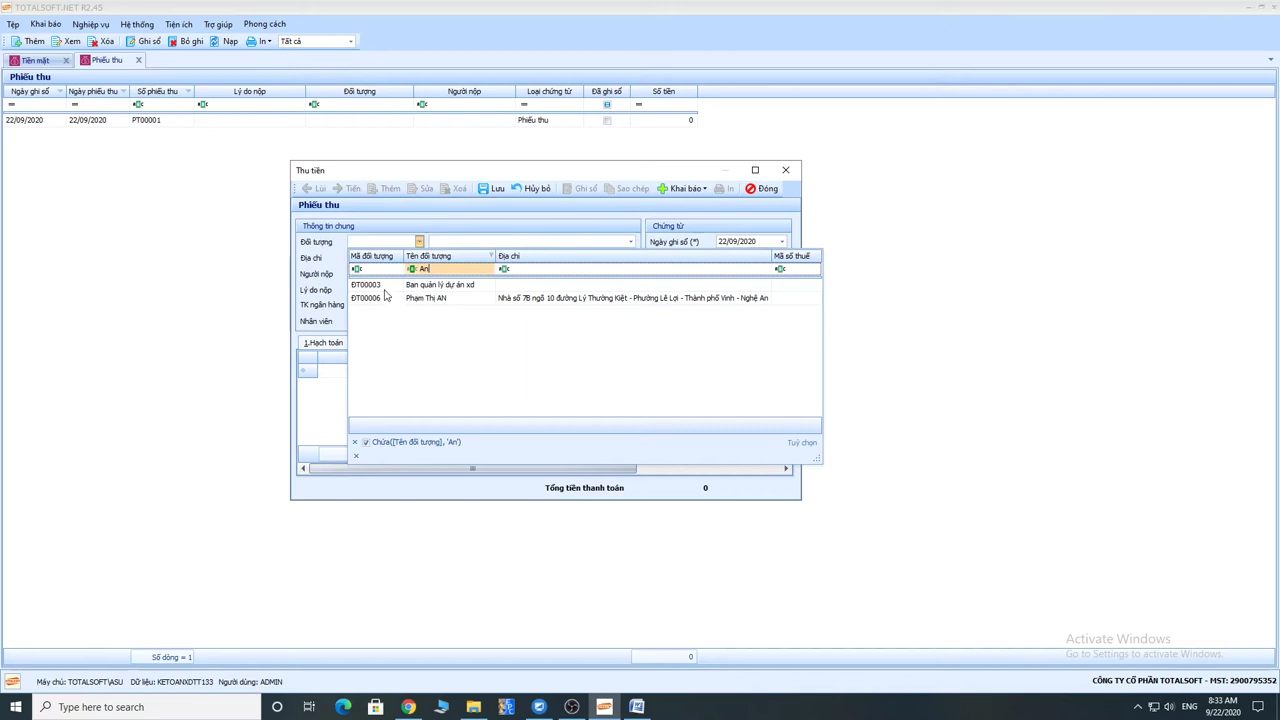 TOTALSOFT.NET R2.45
Tệp Khai báo Nghiệp vụ Hệ thống Tiện ích Trợ giúp Phong cách
Thêm Xem Xóa Ghi sổ Bỏ ghi Nạp In Tất cả
Tiền mặt Phiếu thu
Phiếu thu
Ngày ghi sổ Ngày phiếu thu Số phiếu thu Lý do nộp Đối tượng Người nộp Loại chứng từ Đã ghi sổ Số tiền
22/09/2020 22/09/2020 PT00001 Phiếu thu 0
Thu tiền
Lùi Tiến Thêm Sửa Xoá Lưu Hủy bỏ Ghi sổ Sao chép Khai báo In Đóng
Phiếu thu
Thông tin chung Chứng từ
Đối tượng Ngày ghi sổ (*) 22/09/2020
Địa chỉ Mã đối tượng Tên đối tượng Địa chỉ Mã số thuế
An
Người nộp
ĐT00003 Ban quản lý dự án xd
Lý do nộp
ĐT00006 Phạm Thị AN Nhà số 7B ngõ 10 đường Lý Thường Kiệt - Phường Lê Lợi - Thành phố Vinh - Nghệ An
TK ngân hàng
Nhân viên
1.Hạch toán
Chứa([Tên đối tượng], 'An') Tuỳ chọn
Tổng tiền thanh toán 0
Activate Windows
Go to Settings to activate Windows.
Số dòng = 1 0
Máy chủ: TOTALSOFT\ASU Dữ liệu: KETOANXDTT133 Người dùng: ADMIN CÔNG TY CỔ PHẦN TOTALSOFT - MST: 2900795352
Type here to search ENG 8:33 AM
9/22/2020